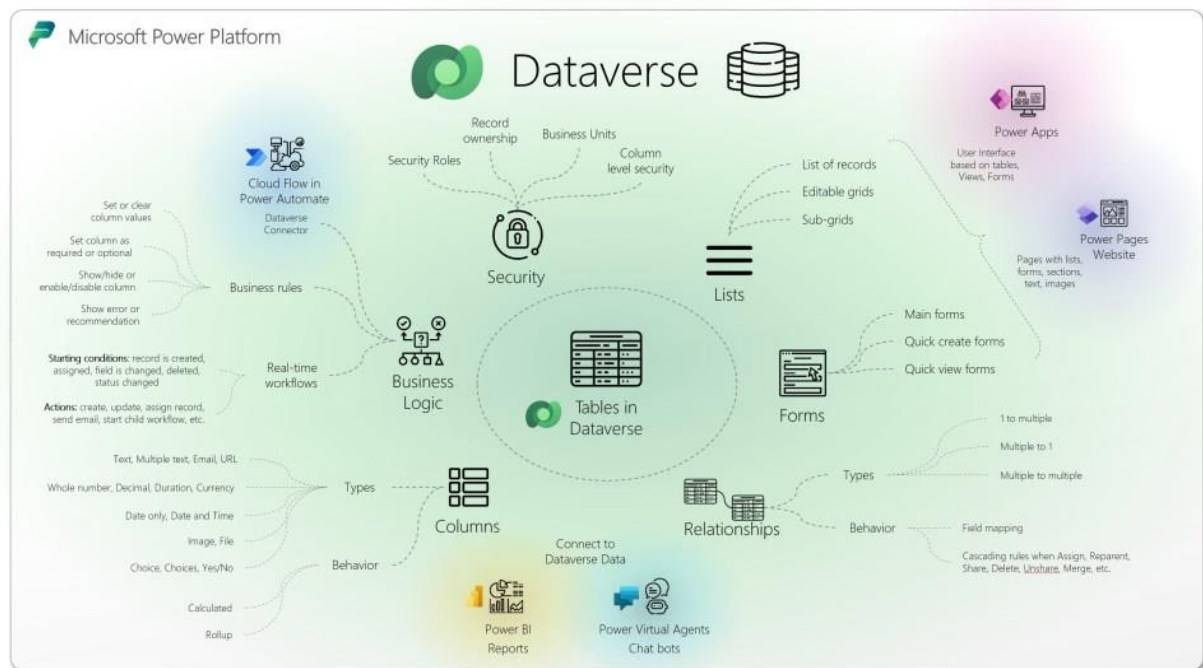 Microsoft Power Platform
Dataverse
Record
ownership
Business Units
Security Roles
Column
level security
Security
Cloud Flow in
Power Automate
Dataverse
Connector
Set or clear
column values
Set column as
required or optional
Show/hide or
enable/disable column
Show error or
recommendation
Business rules
Starting conditions: record is created,
assigned, field is changed, deleted,
status changed
Actions: create, update, assign record,
send email, start child workflow, etc.
Real-time
workflows
Business
Logic
List of records
Editable grids
Sub-grids
Lists
Power Apps
User Interface
based on tables,
Views, Forms
Power Pages
Website
Pages with lists,
forms, sections,
text, images
Main forms
Quick create forms
Quick view forms
Forms
Tables in
Dataverse
Text, Multiple text, Email, URL
Whole number, Decimal, Duration, Currency
Date only, Date and Time
Image, File
Choice, Choices, Yes/No
Types
Calculated
Rollup
Behavior
Columns
1 to multiple
Multiple to 1
Multiple to multiple
Types
Relationships
Behavior
Field mapping
Cascading rules when Assign, Reparent,
Share, Delete, Unshare, Merge, etc.
Connect to
Dataverse Data
Power BI
Reports
Power Virtual Agents
Chat bots